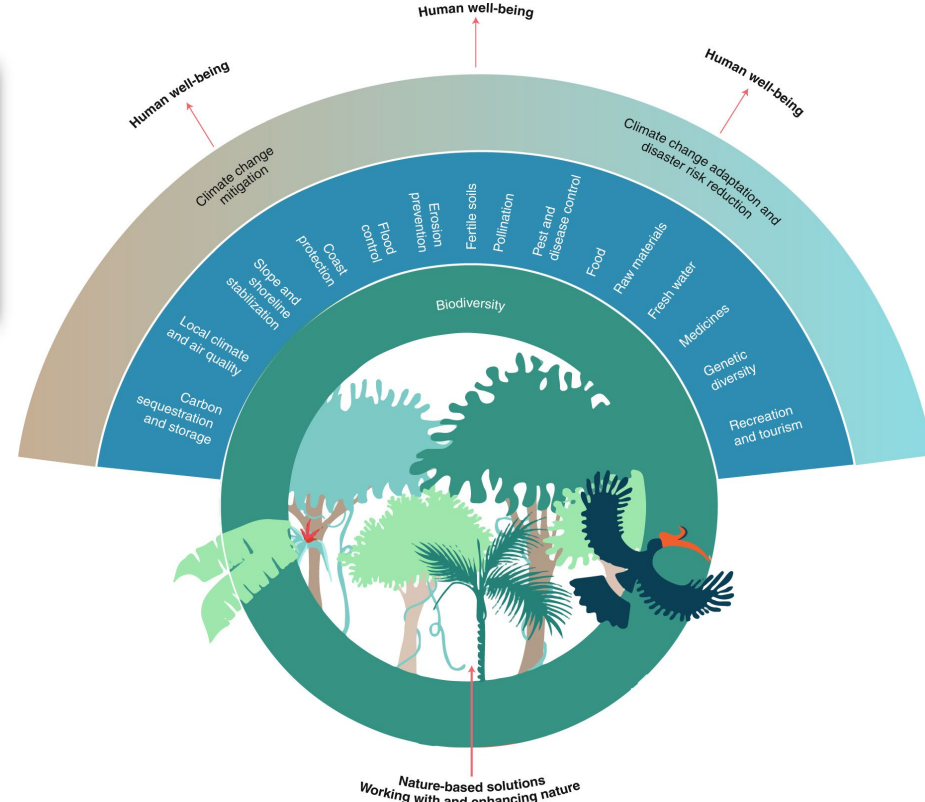 Human well-being
Human well-being
Human well-being
Climate change
mitigation
Climate change adaptation and
disaster risk reduction
Carbon
sequestration
and storage
Local climate
and air quality
Slope and
shoreline
stabilization
Coast
protection
Flood
control
Erosion
prevention
Fertile soils
Pollination
Pest and
disease control
Food
Raw materials
Fresh water
Medicines
Genetic
diversity
Recreation
and tourism
Biodiversity
Nature-based solutions
Working with and enhancing nature